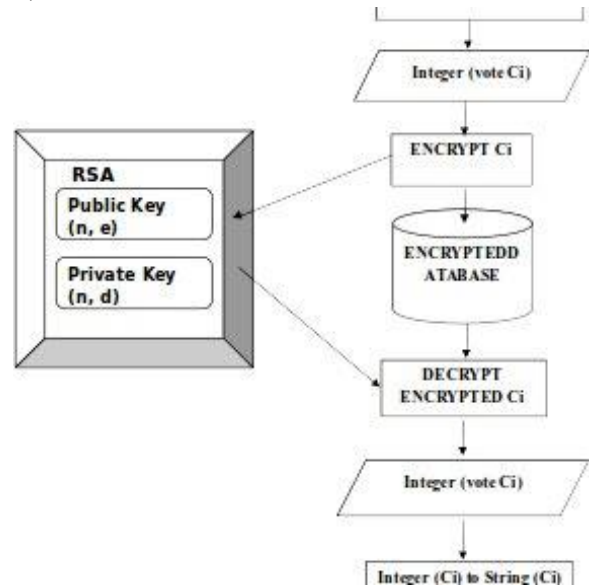 Integer (vote Ci)
ENCRYPT Ci
RSA
Public Key
(n, e)
Private Key
(n, d)
ENCRYPTEDD
ATABASE
DECRYPT
ENCRYPTED Ci
Integer (vote Ci)
Integer (Ci) to String (Ci)